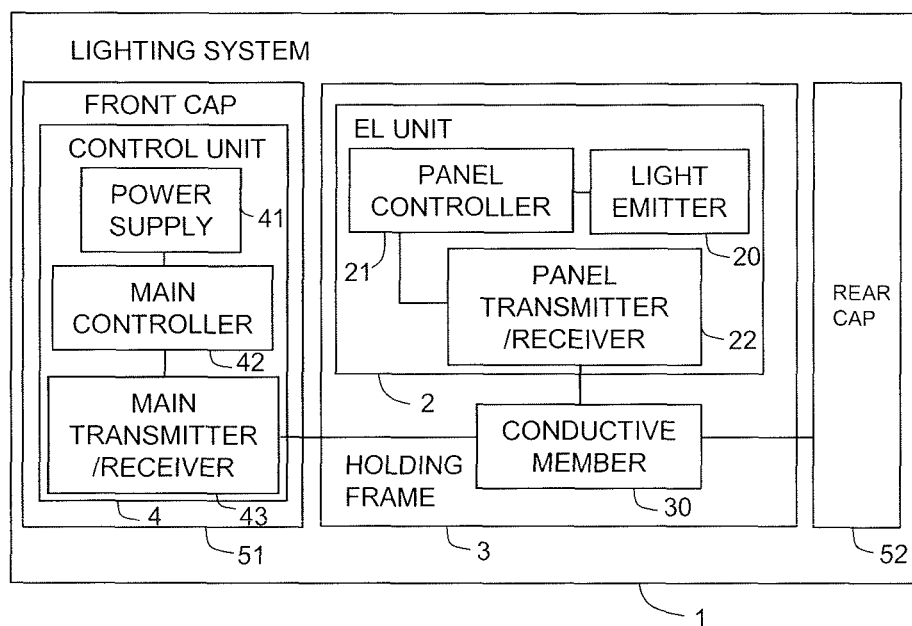 LIGHTING SYSTEM
FRONT CAP
CONTROL UNIT
POWER
SUPPLY
41
MAIN
CONTROLLER
42
MAIN
TRANSMITTER
/RECEIVER
43
4
51
EL UNIT
PANEL
CONTROLLER
21
LIGHT
EMITTER
20
PANEL
TRANSMITTER
/RECEIVER
22
2
CONDUCTIVE
MEMBER
30
HOLDING
FRAME
3
REAR
CAP
52
1